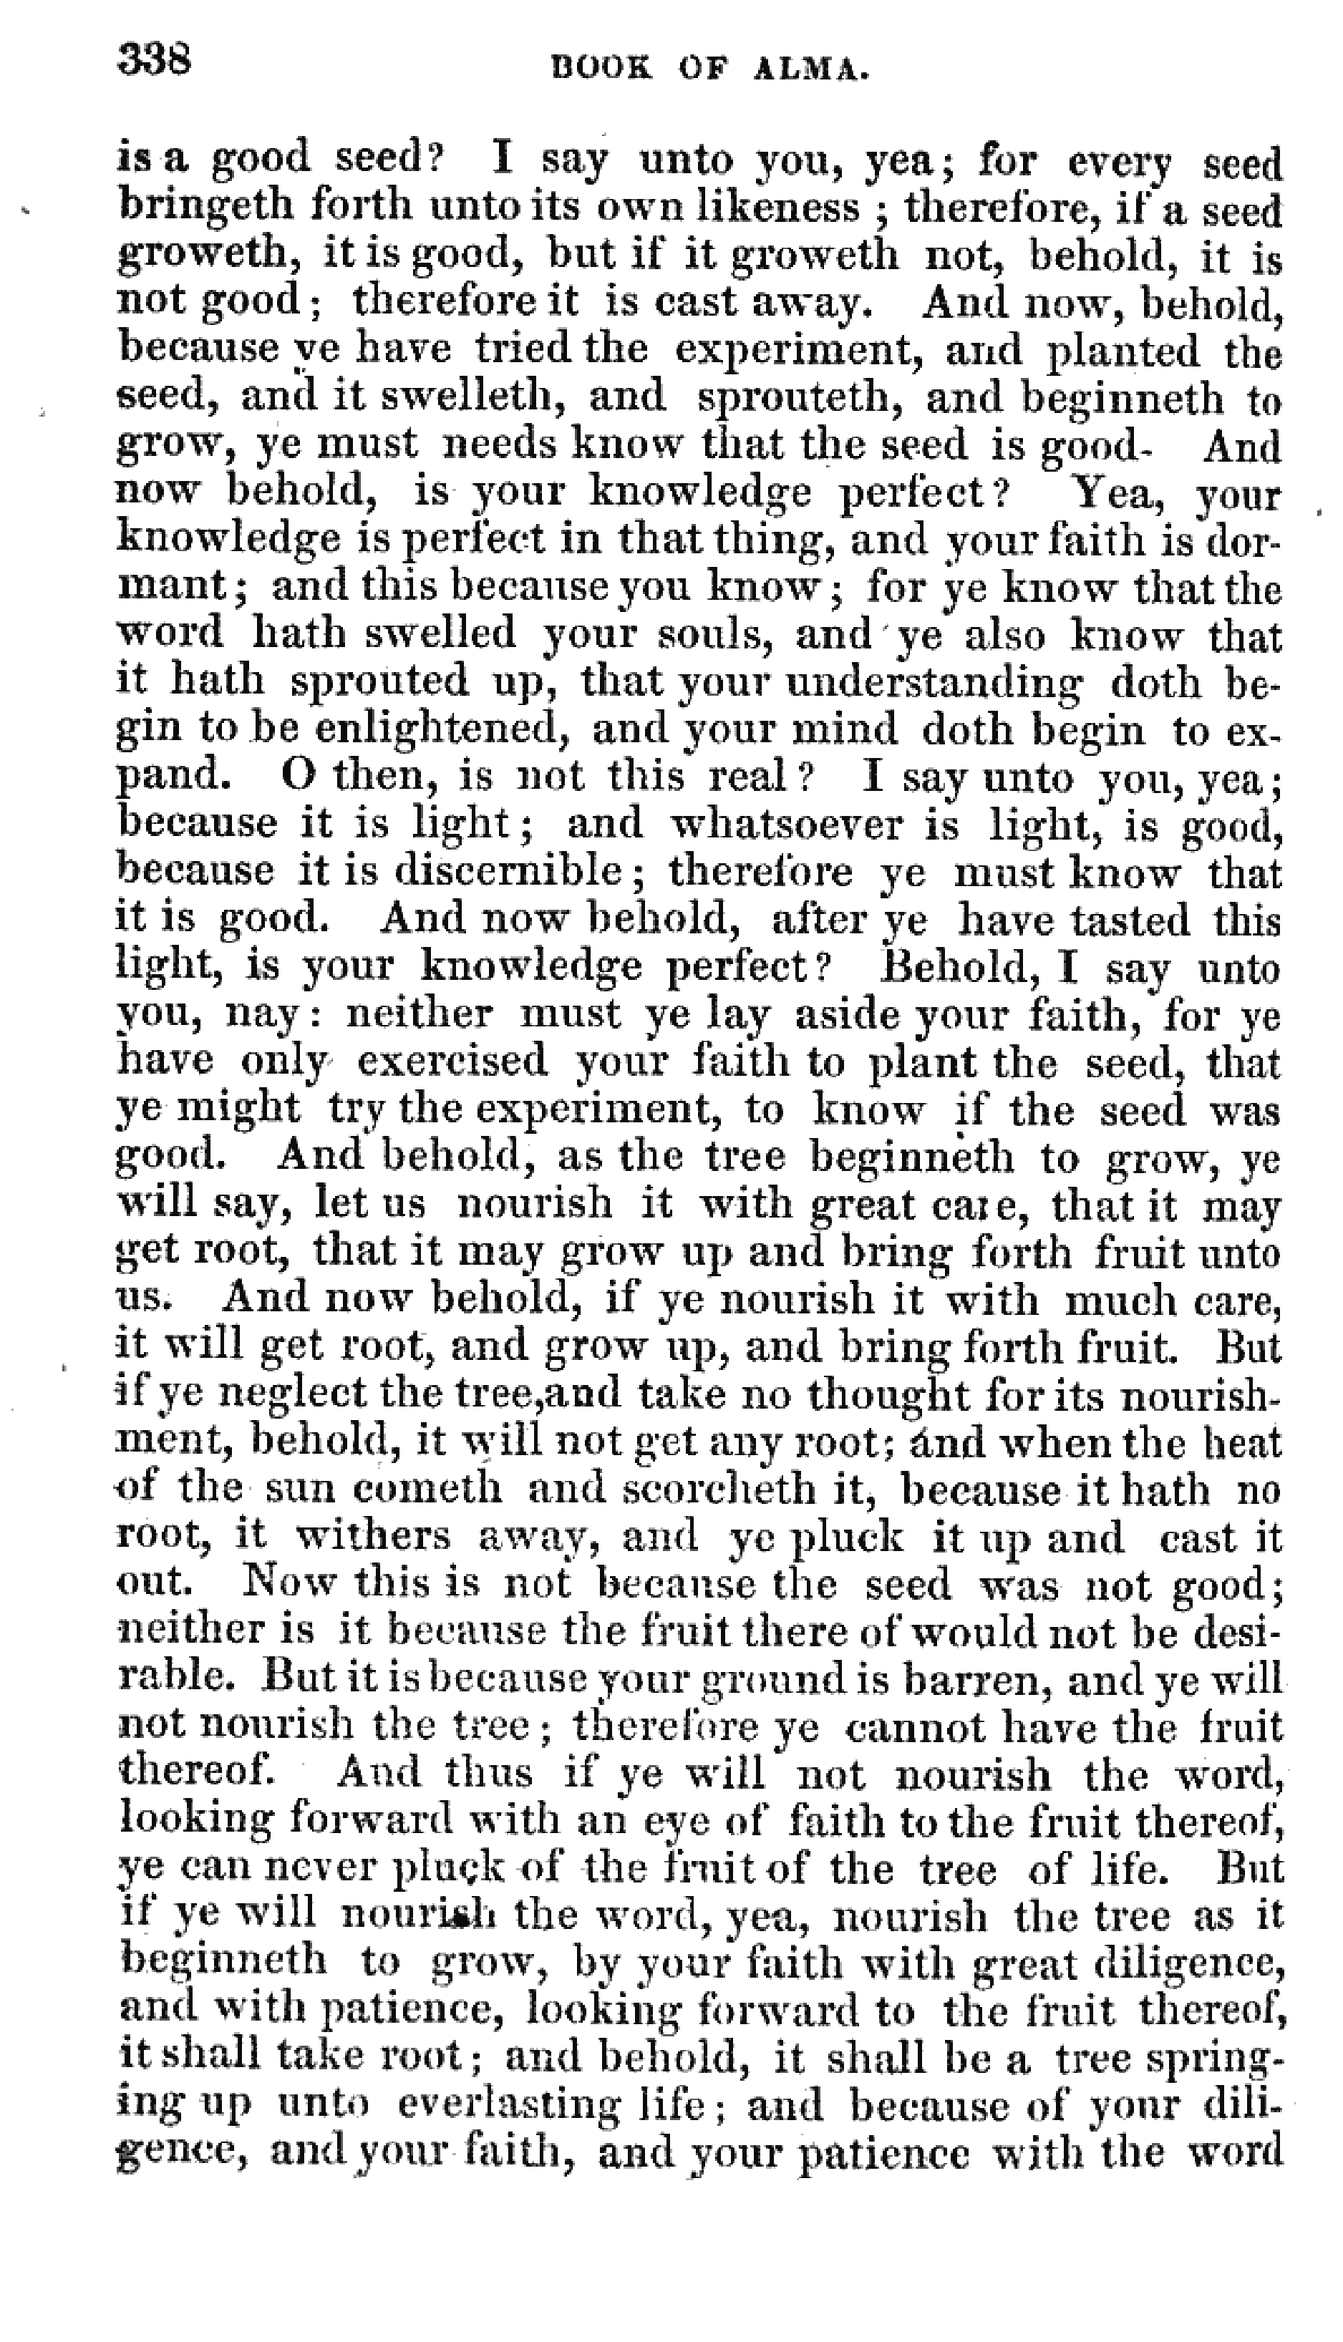 338 BOOK OF ALMA.
is a good seed? I say unto you, yea; for every seed
bringeth forth unto its own likeness ; therefore, if a seed
groweth, it is good, but if it groweth not, behold, it is
not good; therefore it is cast away. And now, behold,
because ye have tried the experiment, and planted the
seed, and it swelleth, and sprouteth, and beginneth to
grow, ye must needs know that the seed is good- And
now behold, is your knowledge perfect? Yea, your
knowledge is perfect in that thing, and your faith is dor-
mant; and this because you know; for ye know that the
word hath swelled your souls, and ye also know that
it hath sprouted up, that your understanding doth be-
gin to be enlightened, and your mind doth begin to ex-
pand. O then, is not this real? I say unto you, yea;
because it is light; and whatsoever is light, is good,
because it is discernible; therefore ye must know that
it is good. And now behold, after ye have tasted this
light, is your knowledge perfect? Behold, I say unto
you, nay: neither must ye lay aside your faith, for ye
have only exercised your faith to plant the seed, that
ye might try the experiment, to know if the seed was
good. And behold, as the tree beginneth to grow, ye
will say, let us nourish it with great care, that it may
get root, that it may grow up and bring forth fruit unto
us. And now behold, if ye nourish it with much care,
it will get root, and grow up, and bring forth fruit. But
if ye neglect the tree,and take no thought for its nourish-
ment, behold, it will not get any root; and when the heat
of the sun cometh and scorcheth it, because it hath no
root, it withers away, and ye pluck it up and cast it
out. Now this is not because the seed was not good;
neither is it because the fruit there of would not be desi-
rable. But it is because your ground is barren, and ye will
not nourish the tree; therefore ye cannot have the fruit
thereof. And thus if ye will not nourish the word,
looking forward with an eye of faith to the fruit thereof,
ye can never pluck of the fruit of the tree of life. But
if ye will nourish the word, yea, nourish the tree as it
beginneth to grow, by your faith with great diligence,
and with patience, looking forward to the fruit thereof,
it shall take root; and behold, it shall be a tree spring-
ing up unto everlasting life; and because of your dili-
gence, and your faith, and your patience with the word